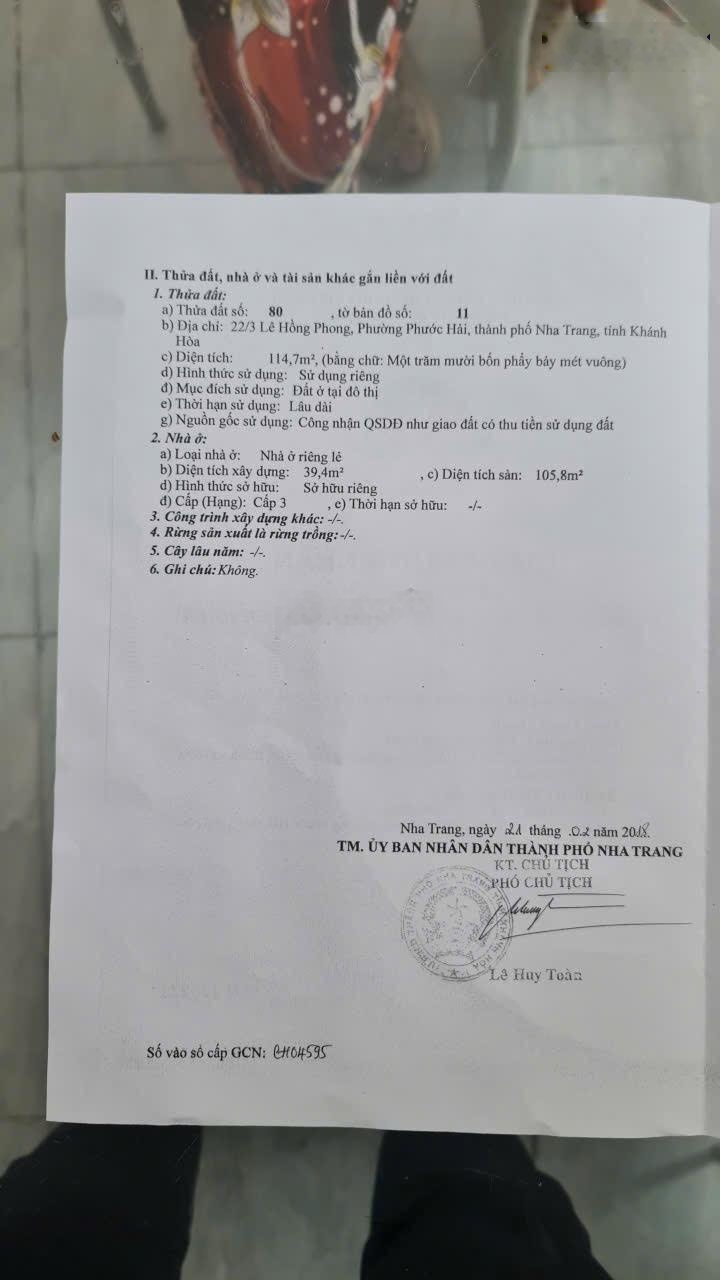 II. Thửa đất, nhà ở và tài sản khác gắn liền với đất
1. Thửa đất:
a) Thửa đất số: 80 , tờ bản đồ số: 11
b) Địa chỉ: 22/3 Lê Hồng Phong, Phường Phước Hải, thành phố Nha Trang, tỉnh Khánh
Hòa
c) Diện tích: 114,7m², (bằng chữ: Một trăm mười bốn phẩy bảy mét vuông)
d) Hình thức sử dụng: Sử dụng riêng
đ) Mục đích sử dụng: Đất ở tại đô thị
e) Thời hạn sử dụng: Lâu dài
g) Nguồn gốc sử dụng: Công nhận QSDĐ như giao đất có thu tiền sử dụng đất
2. Nhà ở:
a) Loại nhà ở: Nhà ở riêng lẻ
b) Diện tích xây dựng: 39,4m² , c) Diện tích sàn: 105,8m²
d) Hình thức sở hữu: Sở hữu riêng
đ) Cấp (Hạng): Cấp 3 , e) Thời hạn sở hữu: -/-
3. Công trình xây dựng khác: -/-.
4. Rừng sản xuất là rừng trồng: -/-.
5. Cây lâu năm: -/-.
6. Ghi chú: Không.
Nha Trang, ngày 21 tháng .02 năm 2018.
TM. ỦY BAN NHÂN DÂN THÀNH PHỐ NHA TRANG
KT. CHỦ TỊCH
PHÓ CHỦ TỊCH
Lê Huy Toàn
Số vào sổ cấp GCN: CH04595